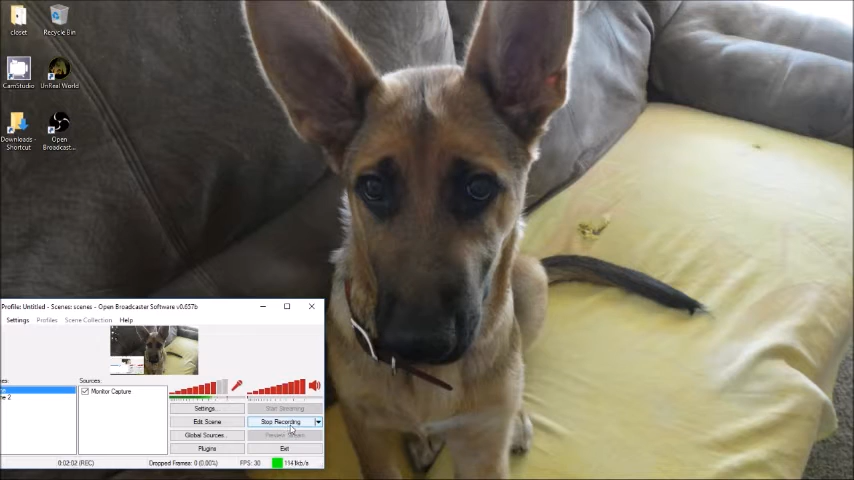 closet
Recycle Bin
CamStudio
UnReal World
Downloads -
Shortcut
Open
Broadcast...
Profile: Untitled - Scenes: scenes - Open Broadcaster Software v0.657b
Settings Profiles Scene Collection Help
Sources:
Monitor Capture
Settings...
Start Streaming
Edit Scene
Stop Recording
Global Sources...
Preview Stream
Plugins
Exit
0:02:02 (REC)
Dropped Frames: 0 (0.00%)
FPS: 30
1141kb/s